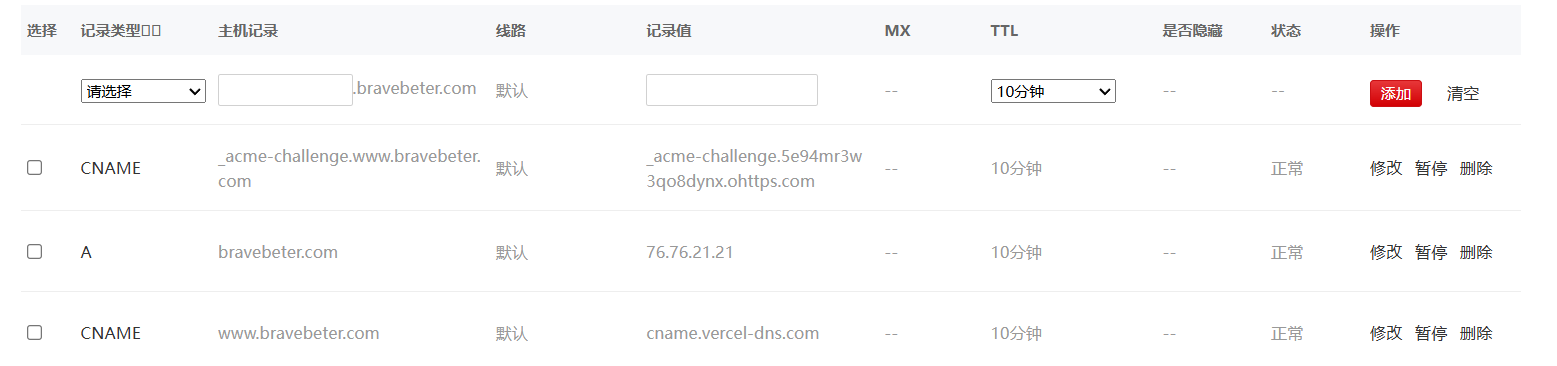 选择 记录类型 主机记录 线路 记录值 MX TTL 是否隐藏 状态 操作
请选择 .bravebeter.com 默认 -- 10分钟 -- -- 添加 清空
CNAME _acme-challenge.www.bravebeter. 默认 _acme-challenge.5e94mr3w -- 10分钟 -- 正常 修改 暂停 删除
com 3qo8dynx.ohttps.com
A bravebeter.com 默认 76.76.21.21 -- 10分钟 -- 正常 修改 暂停 删除
CNAME www.bravebeter.com 默认 cname.vercel-dns.com -- 10分钟 -- 正常 修改 暂停 删除